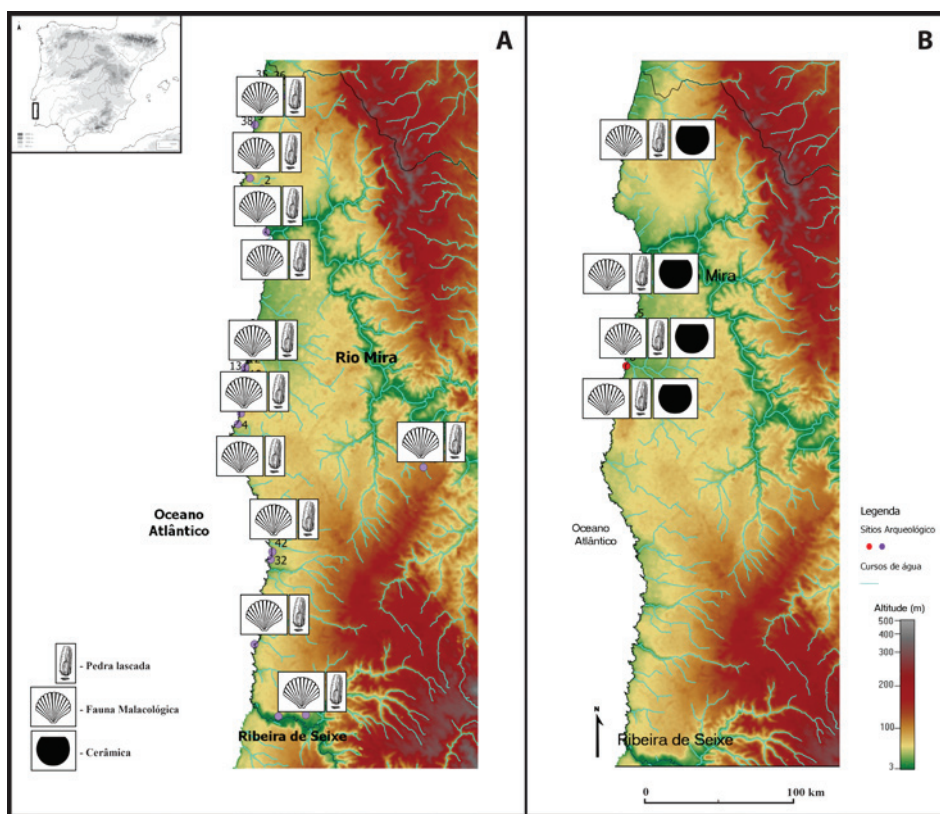 A
38
2
13
4
Rio Mira
Oceano
Atlântico
42
32
Ribeira de Seixe
- Pedra lascada
- Fauna Malacológica
- Cerâmica
B
Mira
Oceano
Atlântico
Ribeira de Seixe
Legenda
Sítios Arqueológico
Cursos de água
Altitude (m)
500
400
300
200
100
3
N
0 100 km